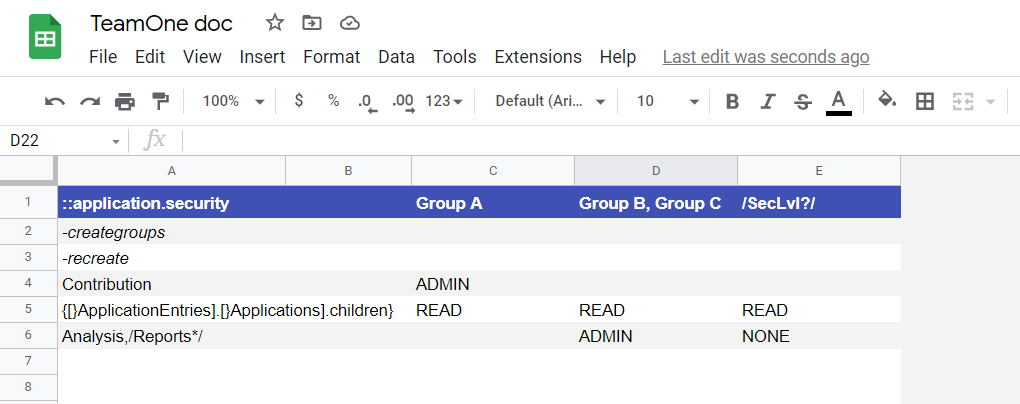 TeamOne doc
File Edit View Insert Format Data Tools Extensions Help Last edit was seconds ago
100% $ % .0 .00 123 Default (Ari... 10 B I S A
D22 fx
A B C D E
1 ::application.security Group A Group B, Group C /SecLvl?/
2 -creategroups
3 -recreate
4 Contribution ADMIN
5 {[}ApplicationEntries].[}Applications].children} READ READ READ
6 Analysis,/Reports*/ ADMIN NONE
7
8